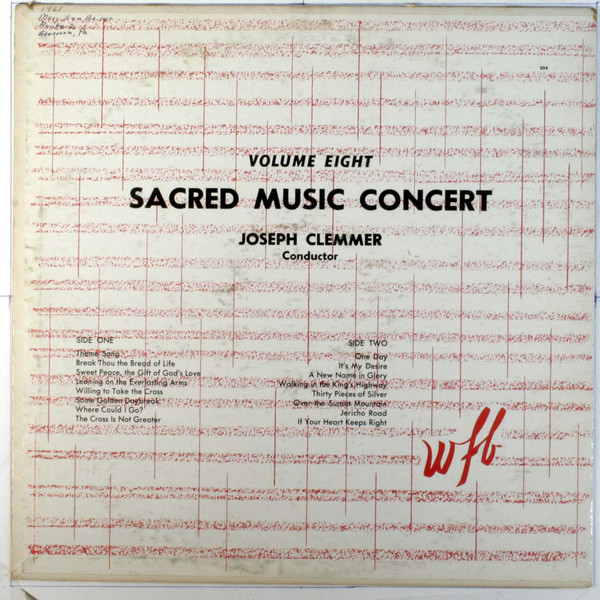 1961
294
VOLUME EIGHT
SACRED MUSIC CONCERT
JOSEPH CLEMMER
Conductor
SIDE ONE
Theme Song
Break Thou the Bread of Life
Sweet Peace, the Gift of God's Love
Leaning on the Everlasting Arms
Willing to Take the Cross
Some Golden Daybreak
Where Could I Go?
The Cross is Not Greater
SIDE TWO
One Day
It's My Desire
A New Name in Glory
Walking in the King's Highway
Thirty Pieces of Silver
Over the Sunset Mountain
Jericho Road
If Your Heart Keeps Right
wfb